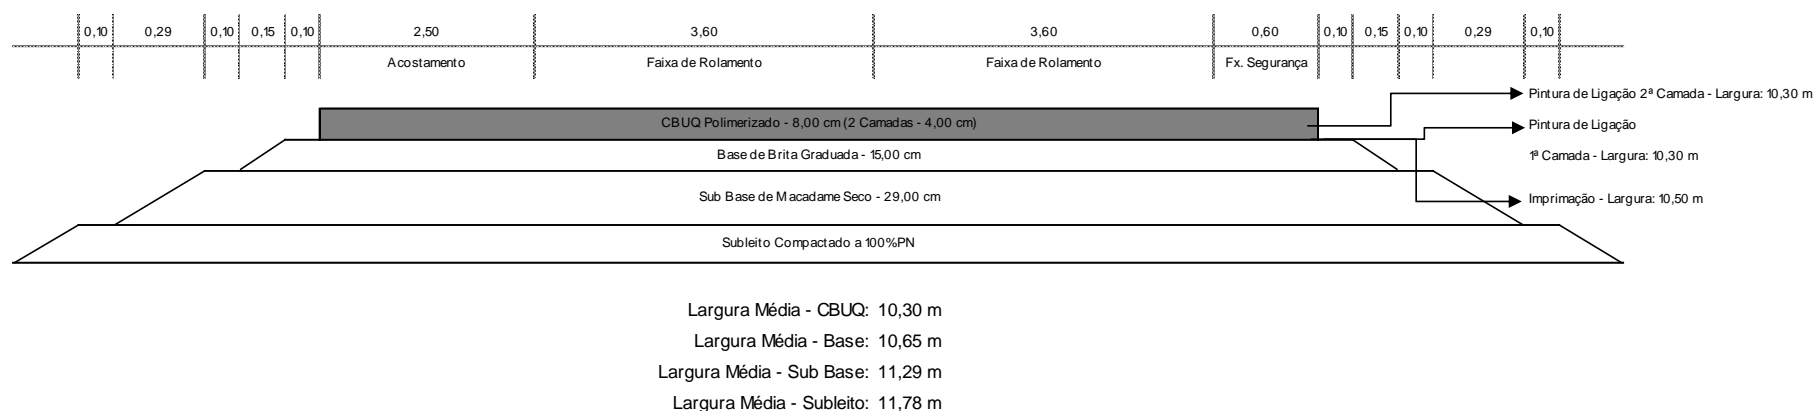 0,10 0,29 0,10 0,15 0,10 2,50 3,60 3,60 0,60 0,10 0,15 0,10 0,29 0,10
Acostamento Faixa de Rolamento Faixa de Rolamento Fx. Segurança
Pintura de Ligação 2ª Camada - Largura: 10,30 m
CBUQ Polimerizado - 8,00 cm (2 Camadas - 4,00 cm)
Pintura de Ligação
Base de Brita Graduada - 15,00 cm
1ª Camada - Largura: 10,30 m
Sub Base de Macadame Seco - 29,00 cm
Imprimação - Largura: 10,50 m
Subleito Compactado a 100%PN
Largura Média - CBUQ: 10,30 m
Largura Média - Base: 10,65 m
Largura Média - Sub Base: 11,29 m
Largura Média - Subleito: 11,78 m